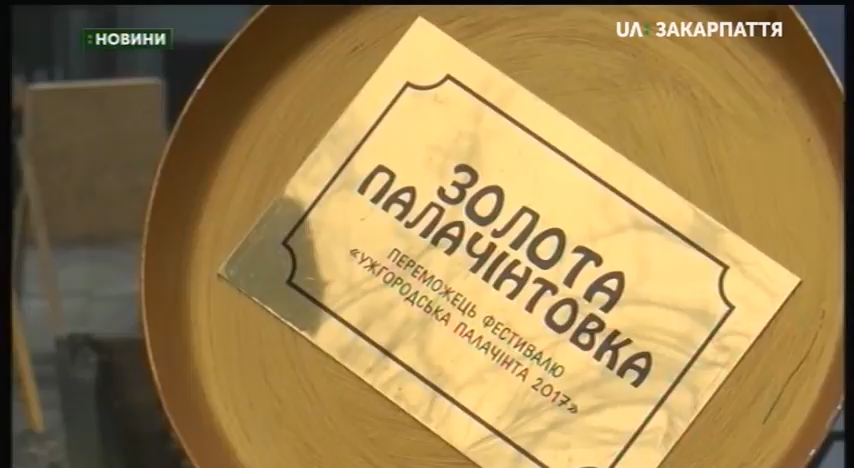 :НОВИНИ
UA: ЗАКАРПАТТЯ
ЗОЛОТА
ПАЛАЧІНТОВКА
ПЕРЕМОЖЕЦЬ ФЕСТИВАЛЮ
«УЖГОРОДСЬКА ПАЛАЧІНТА 2017»